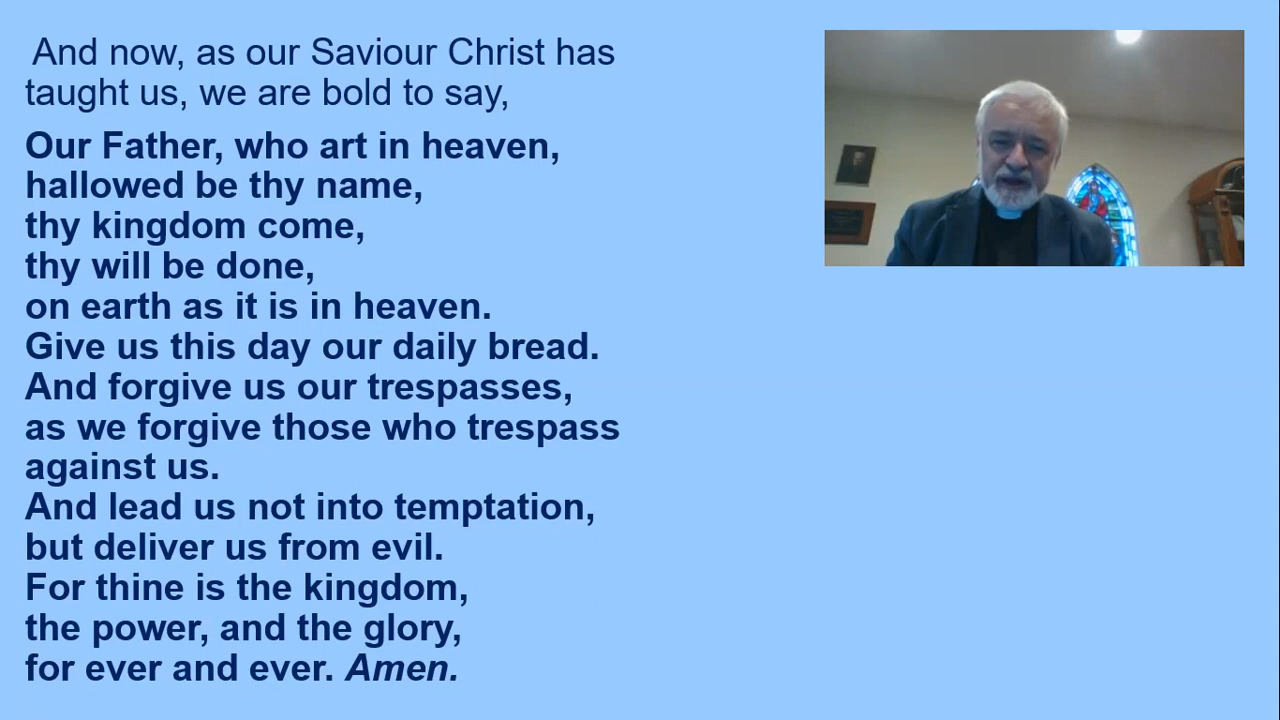 And now, as our Saviour Christ has
taught us, we are bold to say,
Our Father, who art in heaven,
hallowed be thy name,
thy kingdom come,
thy will be done,
on earth as it is in heaven.
Give us this day our daily bread.
And forgive us our trespasses,
as we forgive those who trespass
against us.
And lead us not into temptation,
but deliver us from evil.
For thine is the kingdom,
the power, and the glory,
for ever and ever. Amen.